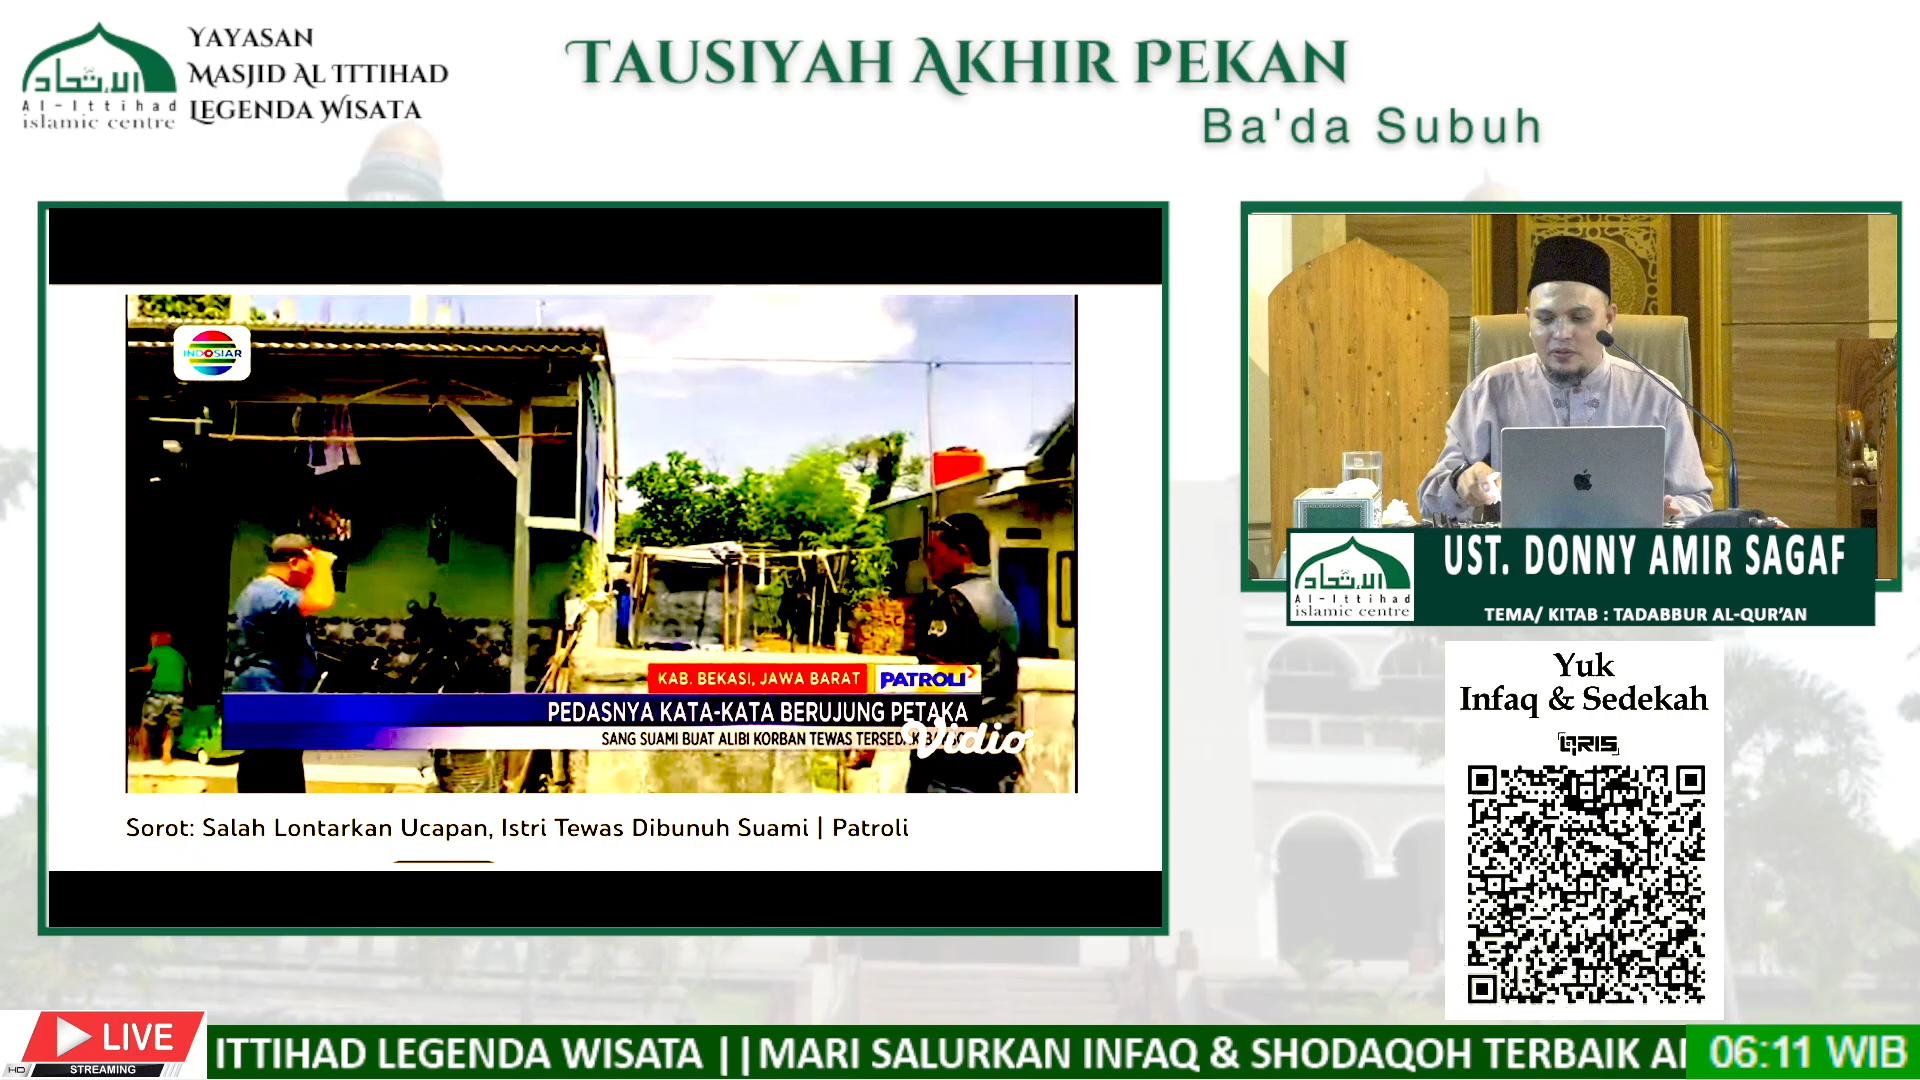 YAYASAN
MASJID AL ITTIHAD
LEGENDA WISATA
الإتحاد
Al-Ittihad
islamic centre
TAUSIYAH AKHIR PEKAN
Ba'da Subuh
INDOSIAR
KAB. BEKASI, JAWA BARAT
PATROLI
PEDASNYA KATA-KATA BERUJUNG PETAKA
SANG SUAMI BUAT ALIBI KORBAN TEWAS
Vidio
Sorot: Salah Lontarkan Ucapan, Istri Tewas Dibunuh Suami | Patroli
الإتحاد
Al-Ittihad
islamic centre
UST. DONNY AMIR SAGAF
TEMA/ KITAB : TADABBUR AL-QUR'AN
Yuk
Infaq & Sedekah
QRIS
LIVE
HD STREAMING
ITTIHAD LEGENDA WISATA ||MARI SALURKAN INFAQ & SHODAQOH TERBAIK
06:11 WIB